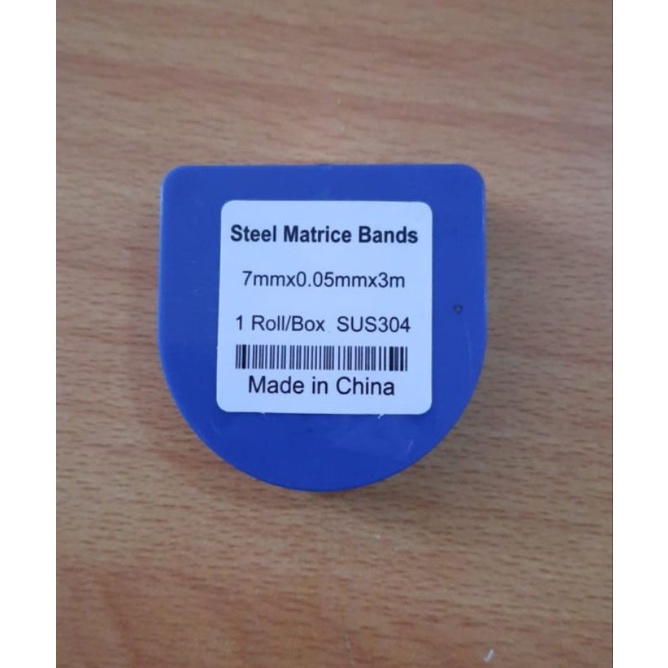 Steel Matrice Bands
7mmx0.05mmx3m
1 Roll/Box SUS304
Made in China